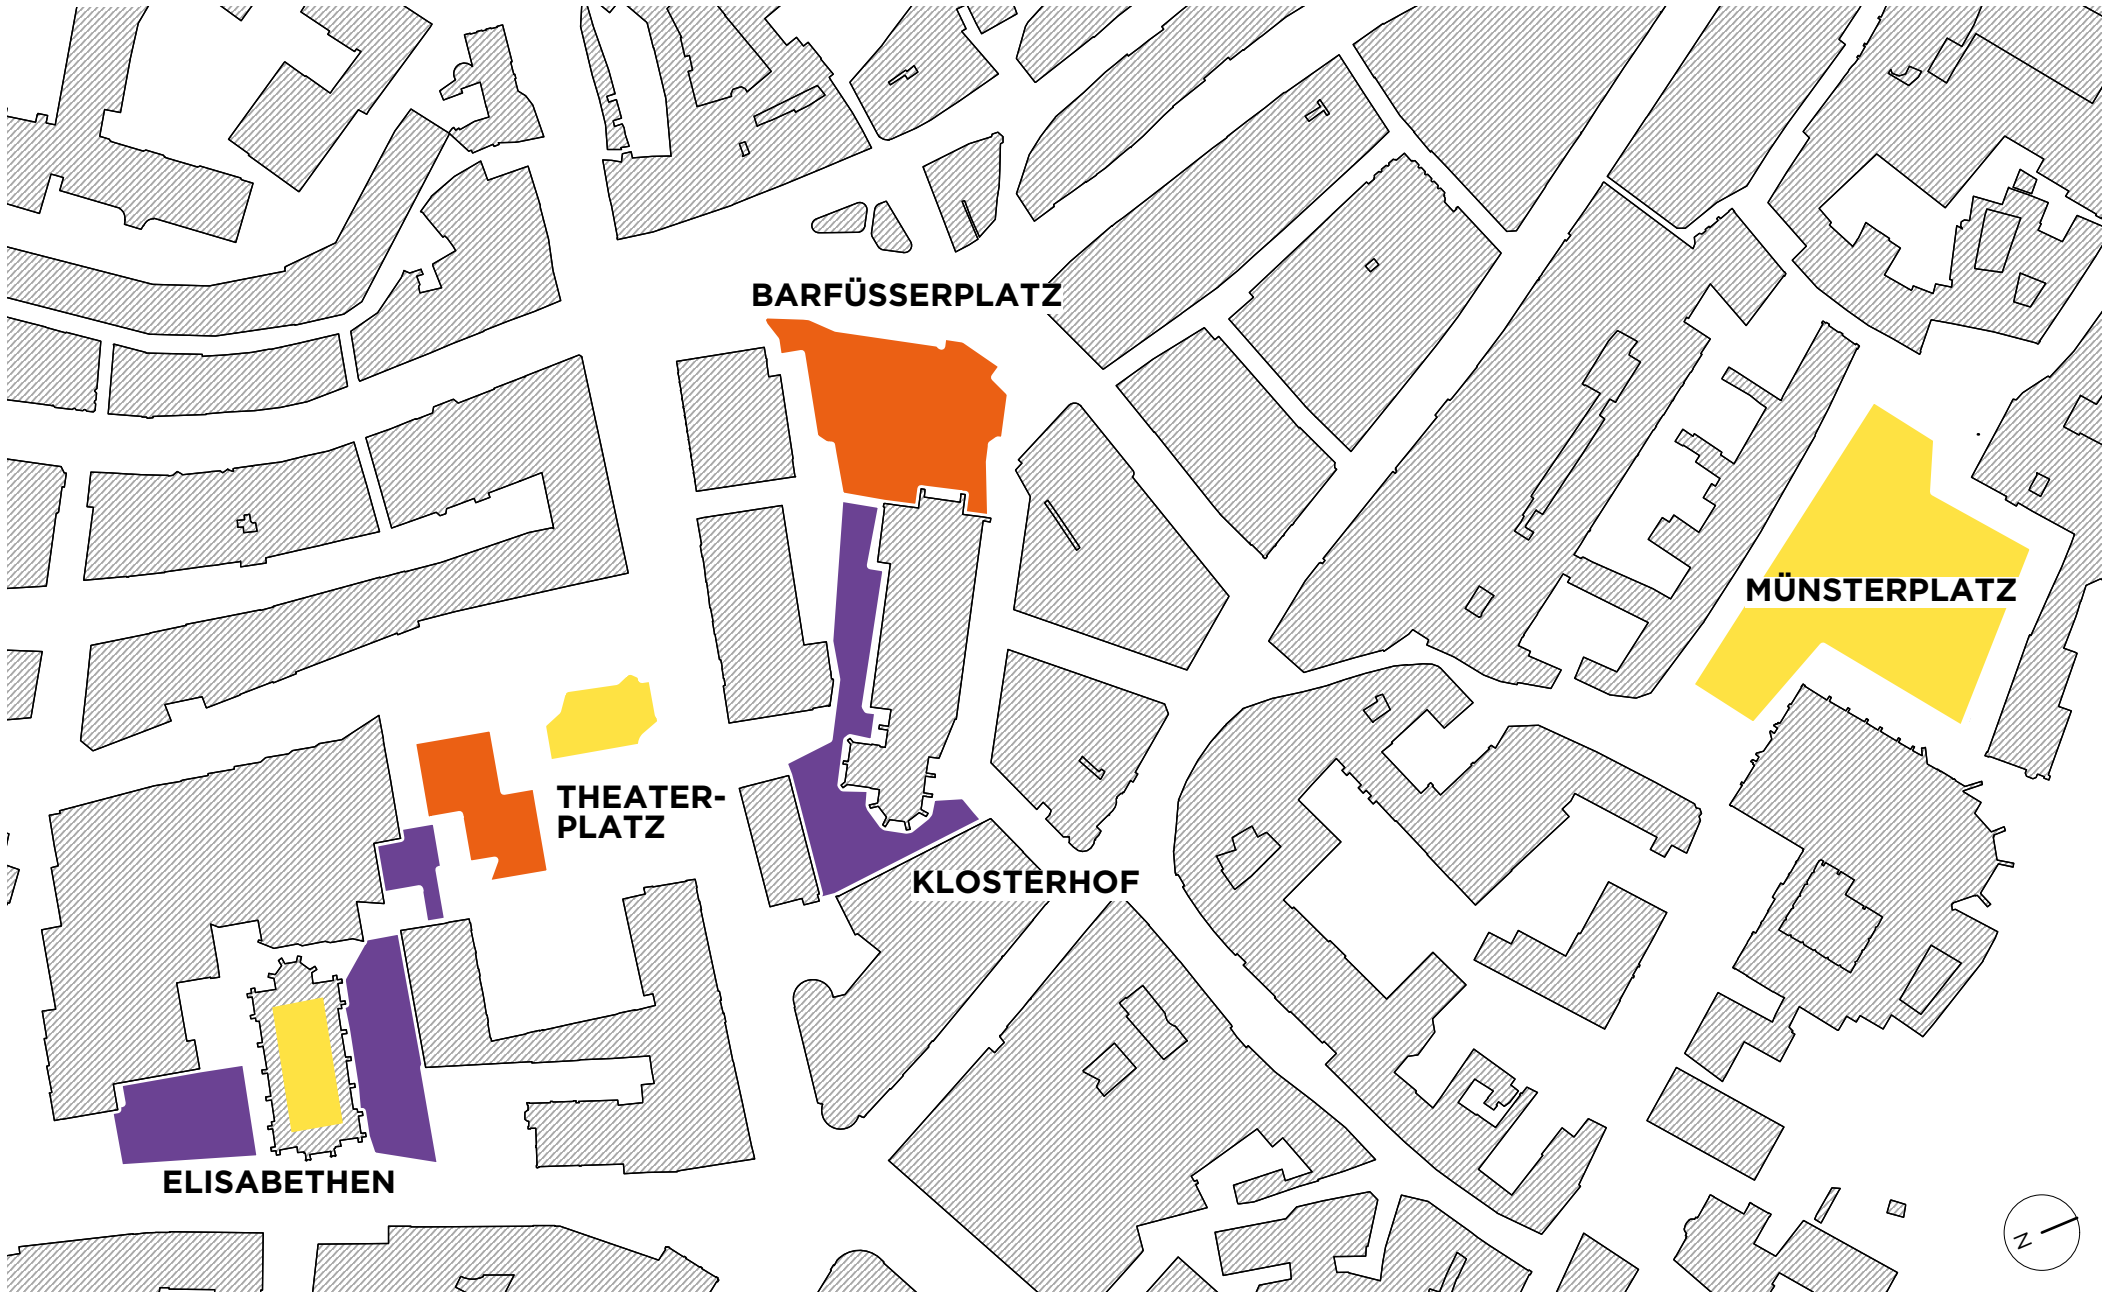 BARFÜSSERPLATZ
MÜNSTERPLATZ
THEATER-
PLATZ
KLOSTERHOF
ELISABETHEN
N